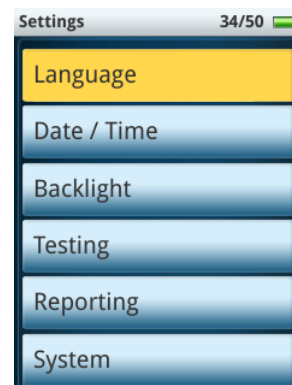 Settings 34/50
Language
Date / Time
Backlight
Testing
Reporting
System